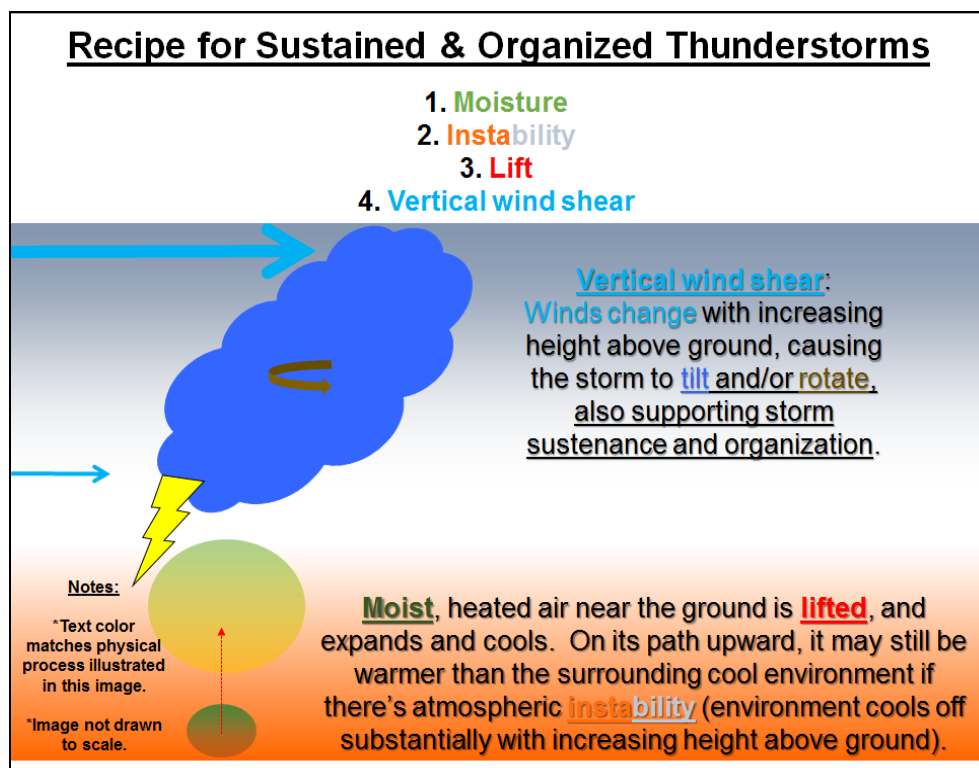 Recipe for Sustained & Organized Thunderstorms
1. Moisture
2. Instability
3. Lift
4. Vertical wind shear
Vertical wind shear:
Winds change with increasing
height above ground, causing
the storm to tilt and/or rotate,
also supporting storm
sustenance and organization.
Notes:
*Text color
matches physical
process illustrated
in this image.
*Image not drawn
to scale.
Moist, heated air near the ground is lifted, and
expands and cools.  On its path upward, it may still be
warmer than the surrounding cool environment if
there’s atmospheric instability (environment cools off
substantially with increasing height above ground).